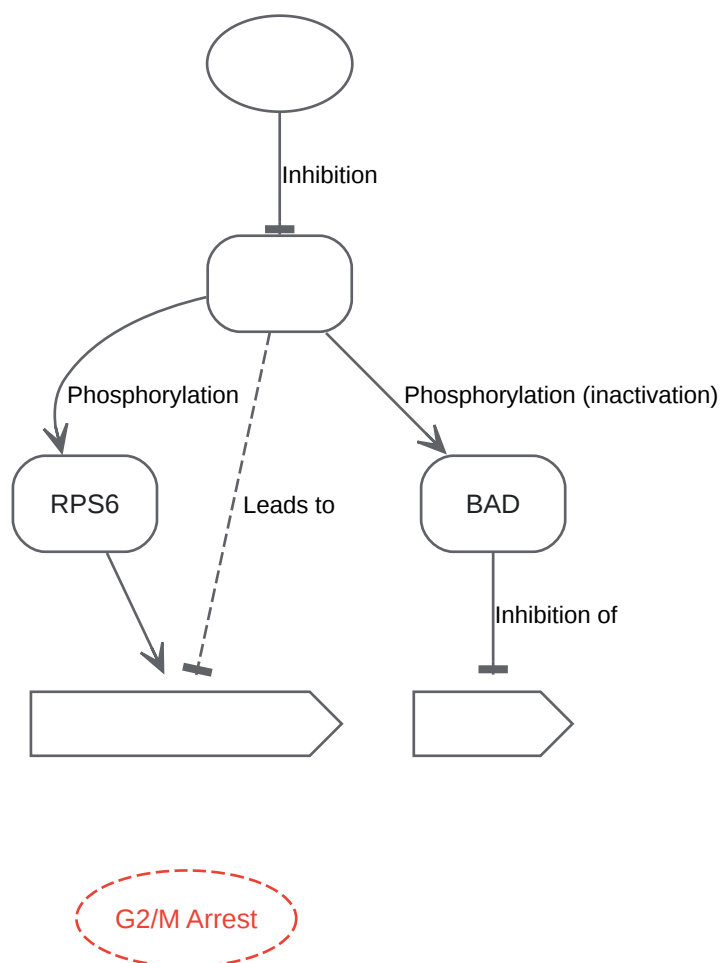 Inhibition
Phosphorylation
Phosphorylation (inactivation)
RPS6
BAD
Leads to
Inhibition of
G2/M Arrest